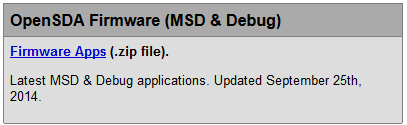 OpenSDA Firmware (MSD & Debug)
Firmware Apps (.zip file).
Latest MSD & Debug applications. Updated September 25th,
2014.